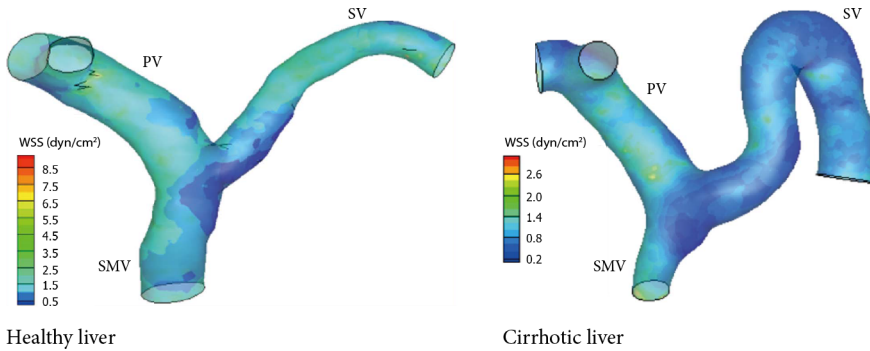 SV
PV
WSS (dyn/cm²)
8.5
7.5
6.5
5.5
4.5
3.5
2.5
1.5
0.5
SMV
Healthy liver
SV
PV
WSS (dyn/cm²)
2.6
2.0
1.4
0.8
0.2
SMV
Cirrhotic liver